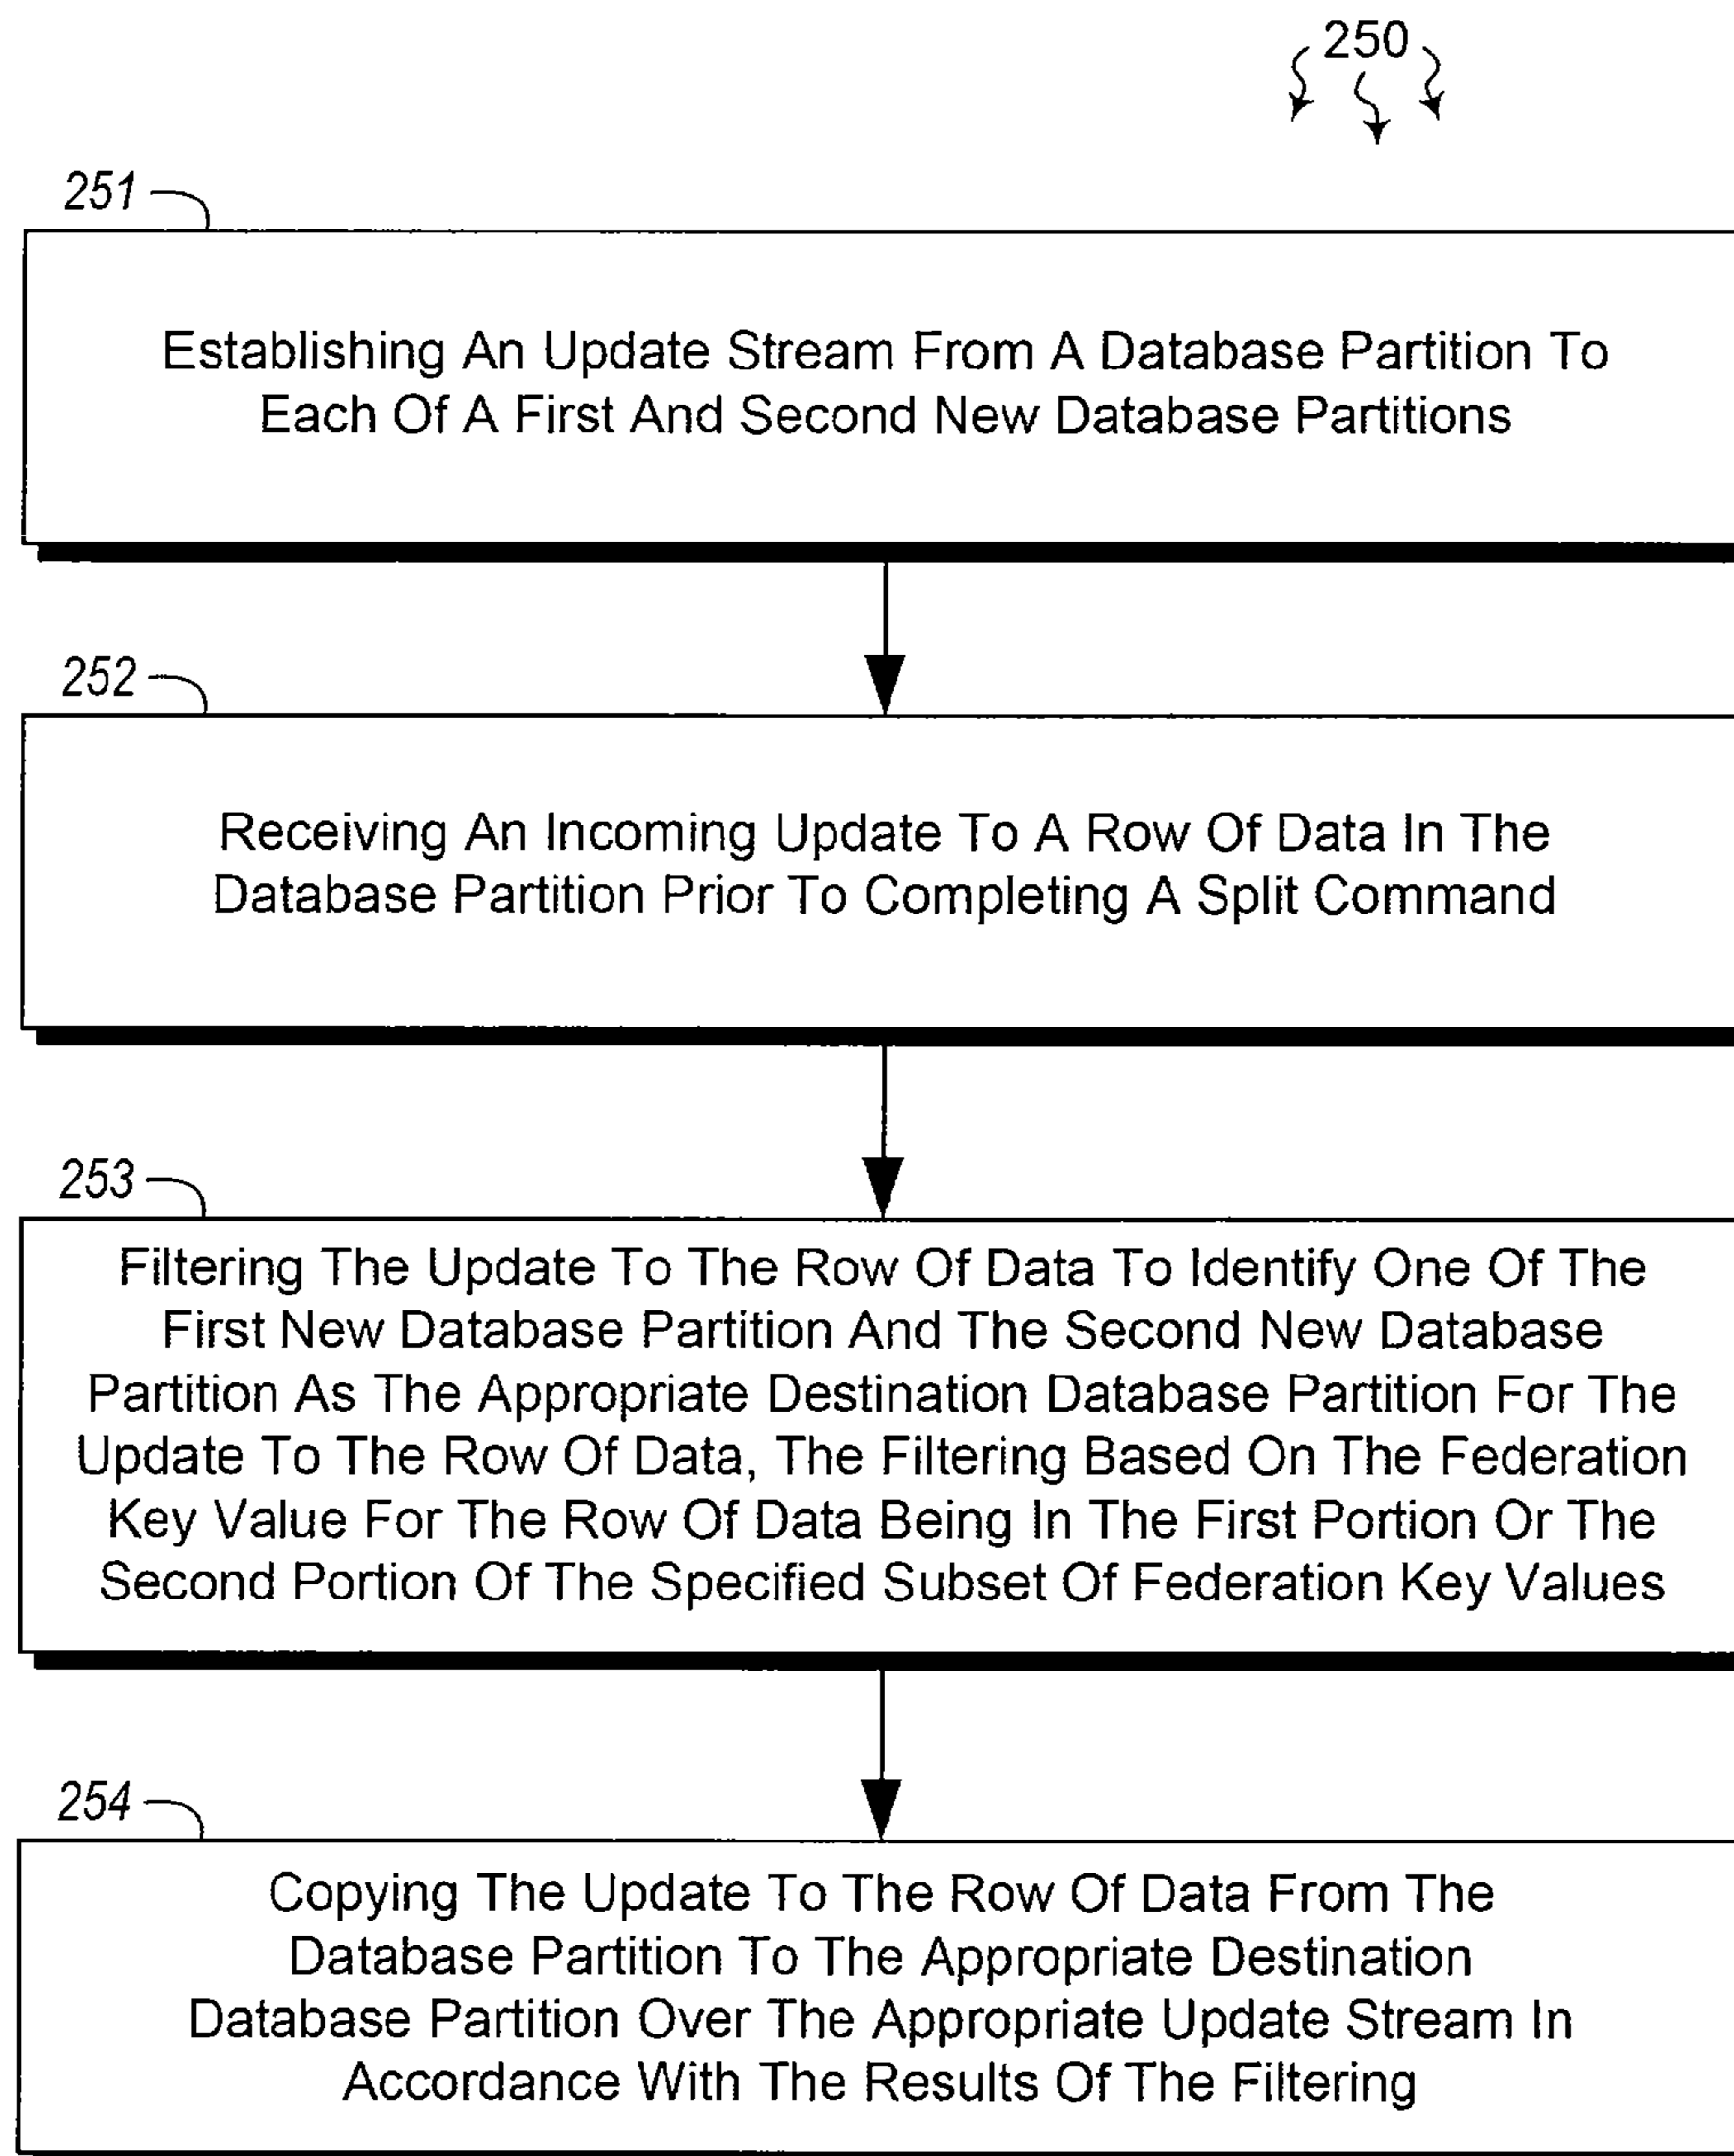 250
251
Establishing An Update Stream From A Database Partition To
Each Of A First And Second New Database Partitions
252
Receiving An Incoming Update To A Row Of Data In The
Database Partition Prior To Completing A Split Command
253
Filtering The Update To The Row Of Data To Identify One Of The
First New Database Partition And The Second New Database
Partition As The Appropriate Destination Database Partition For The
Update To The Row Of Data, The Filtering Based On The Federation
Key Value For The Row Of Data Being In The First Portion Or The
Second Portion Of The Specified Subset Of Federation Key Values
254
Copying The Update To The Row Of Data From The
Database Partition To The Appropriate Destination
Database Partition Over The Appropriate Update Stream In
Accordance With The Results Of The Filtering